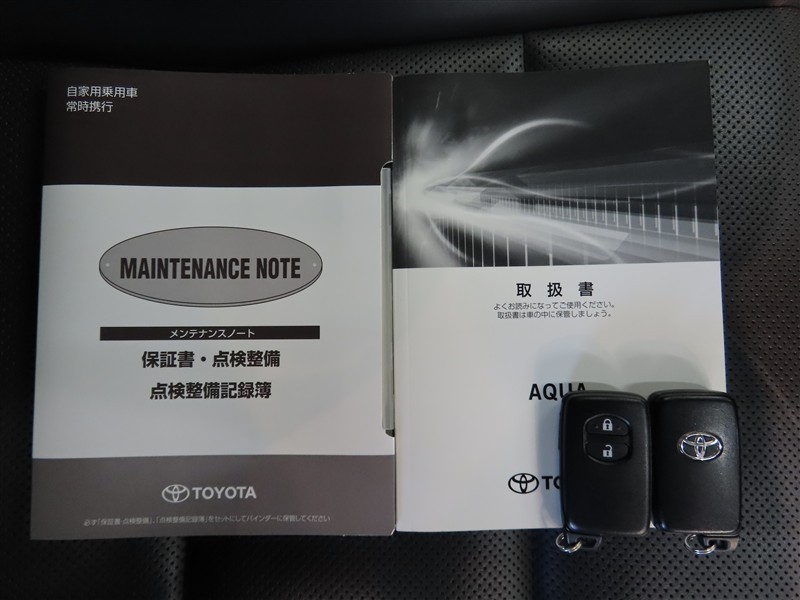 自家用乗用車
常時携行
MAINTENANCE NOTE
メンテナンスノート
保証書・点検整備
点検整備記録簿
TOYOTA
必ず「保証書・点検整備」、「点検整備記録簿」をセットにしてバインダーに保管してください
取扱書
よくお読みになってご使用ください。
取扱書は車の中に保管しましょう。
AQUA